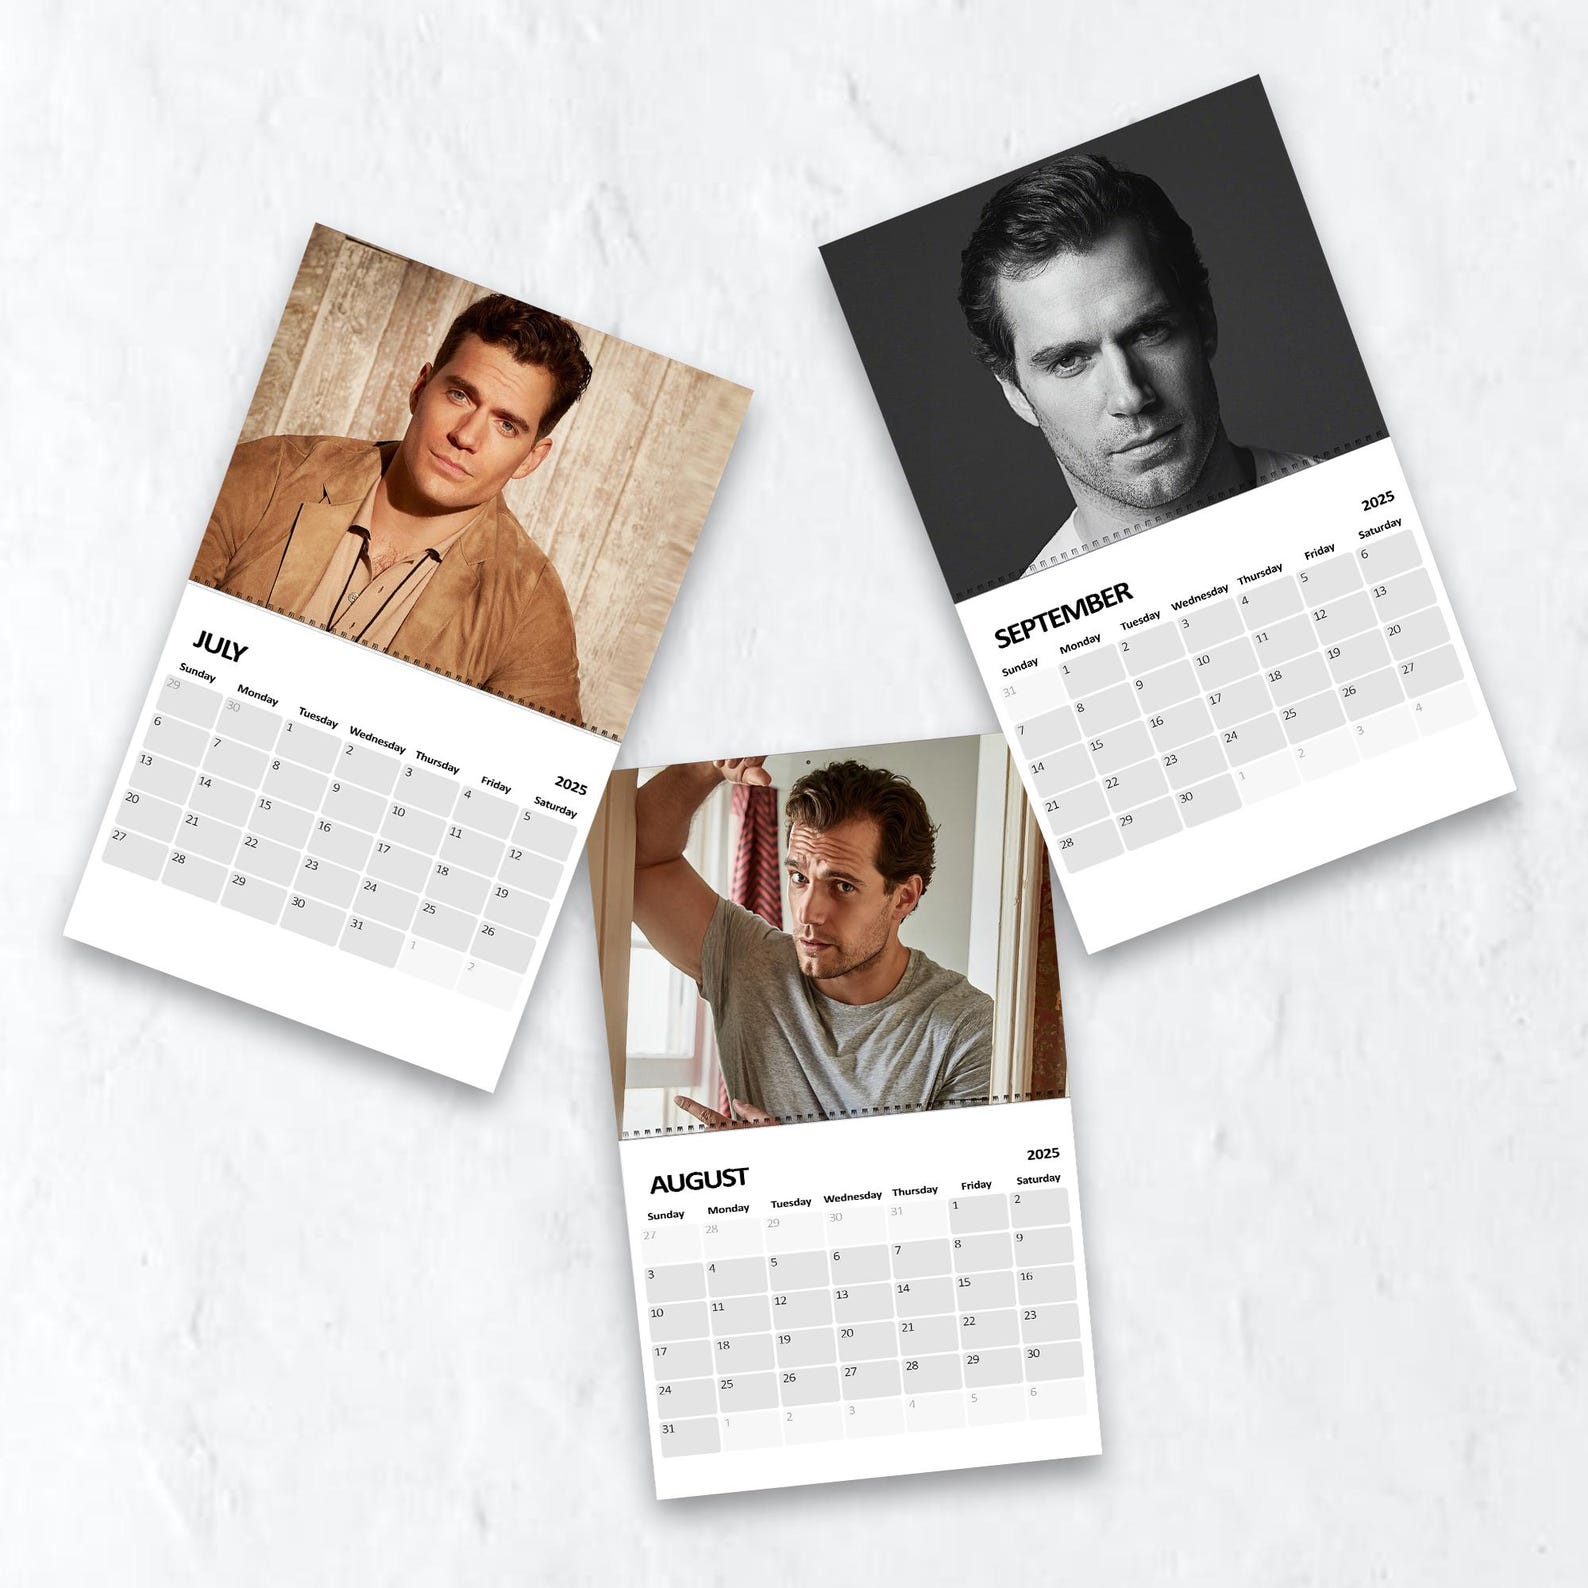 JULY
2025
Sunday Monday Tuesday Wednesday Thursday Friday Saturday
29 30 1 2 3 4 5
6 7 8 9 10 11 12
13 14 15 16 17 18 19
20 21 22 23 24 25 26
27 28 29 30 31 1 2
SEPTEMBER
2025
Sunday Monday Tuesday Wednesday Thursday Friday Saturday
31 1 2 3 4 5 6
7 8 9 10 11 12 13
14 15 16 17 18 19 20
21 22 23 24 25 26 27
28 29 30 1 2 3 4
AUGUST
2025
Sunday Monday Tuesday Wednesday Thursday Friday Saturday
27 28 29 30 31 1 2
3 4 5 6 7 8 9
10 11 12 13 14 15 16
17 18 19 20 21 22 23
24 25 26 27 28 29 30
31 1 2 3 4 5 6